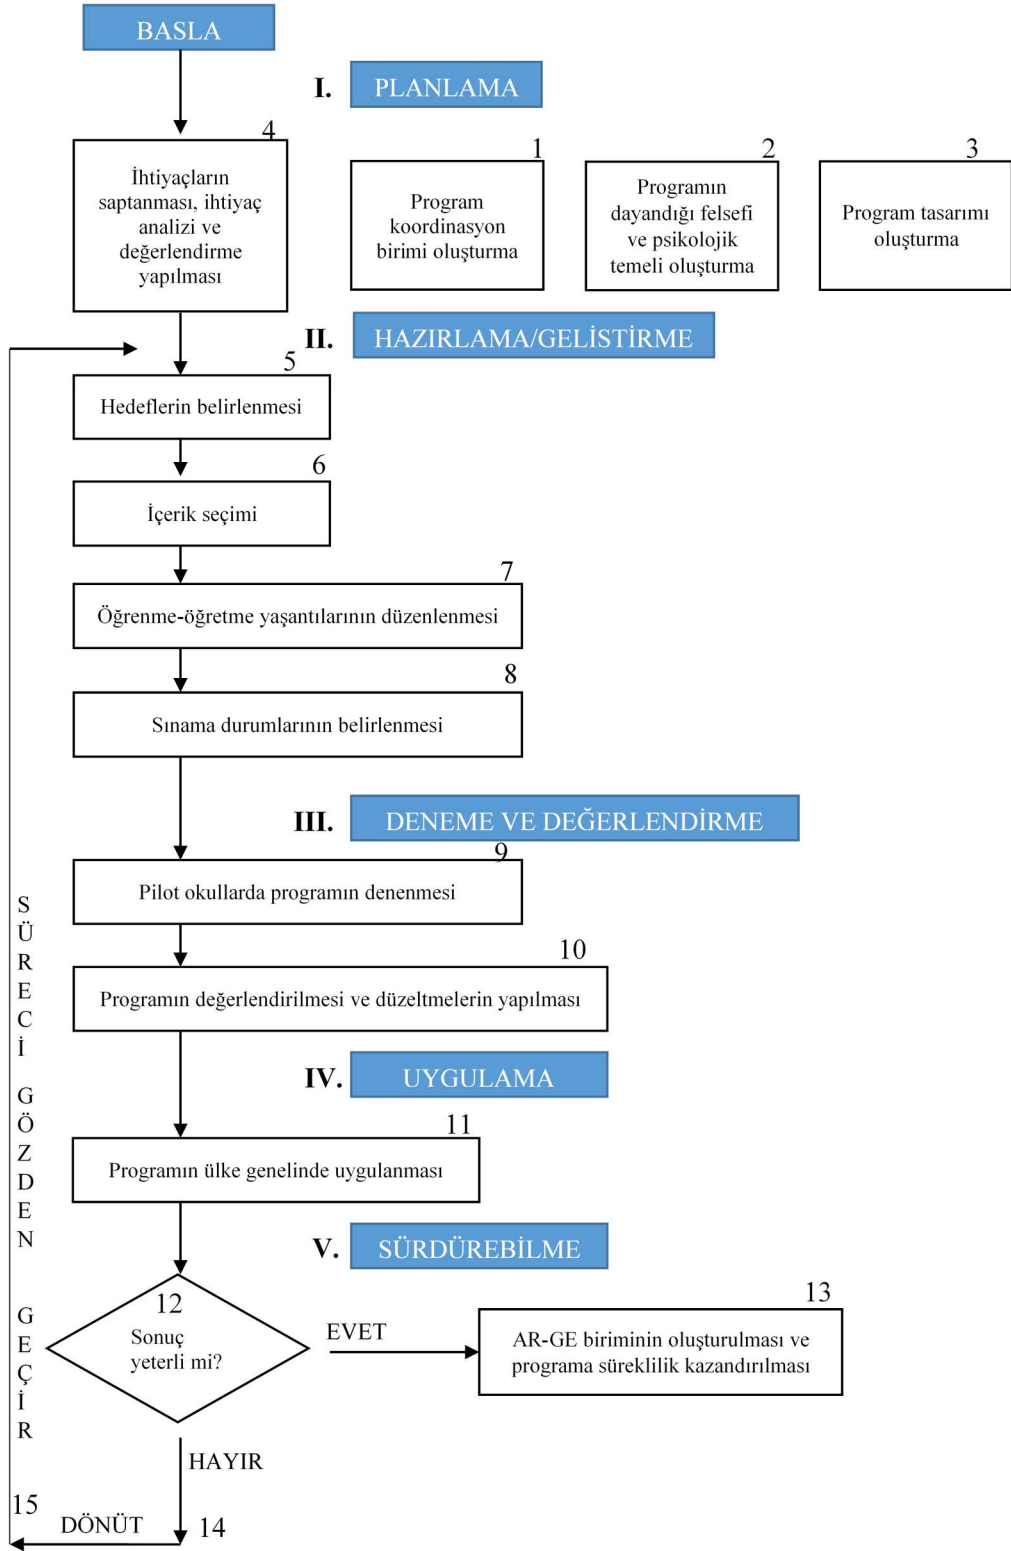 BASLA
I. PLANLAMA
4
İhtiyaçların
saptanması, ihtiyaç
analizi ve
değerlendirme
yapılması
1
Program
koordinasyon
birimi oluşturma
2
Programın
dayandığı felsefi
ve psikolojik
temeli oluşturma
3
Program tasarımı
oluşturma
II. HAZIRLAMA/GELİSTİRME
5
Hedeflerin belirlenmesi
6
İçerik seçimi
7
Öğrenme-öğretme yaşantılarının düzenlenmesi
8
Sınama durumlarının belirlenmesi
III. DENEME VE DEĞERLENDİRME
9
Pilot okullarda programın denenmesi
10
Programın değerlendirilmesi ve düzeltmelerin yapılması
IV. UYGULAMA
11
Programın ülke genelinde uygulanması
V. SÜRDÜREBİLME
12
Sonuç
yeterli mi?
EVET
13
AR-GE biriminin oluşturulması ve
programa süreklilik kazandırılması
HAYIR
14
DÖNÜT
15
SÜRECİ GÖZDEN GEÇİR